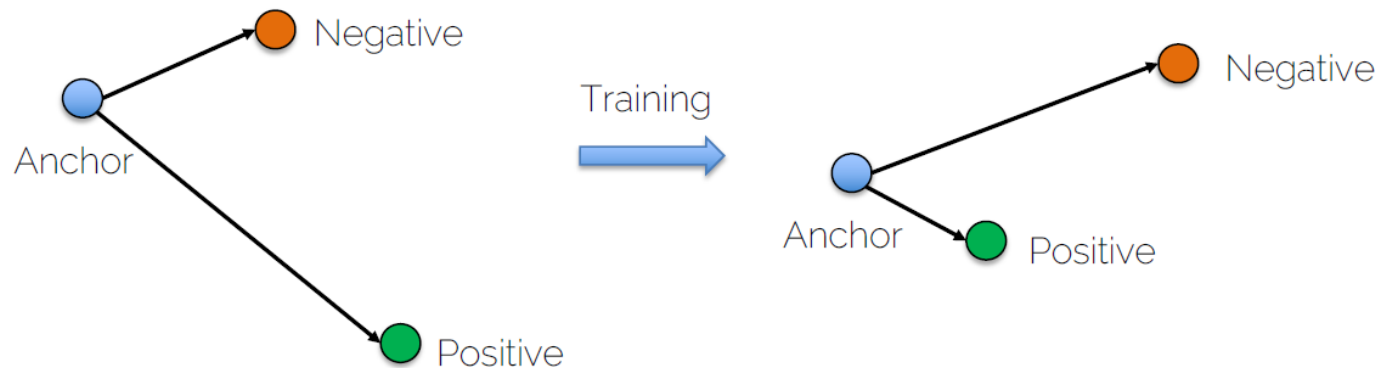 Negative
Anchor
Positive
Training
Negative
Anchor
Positive